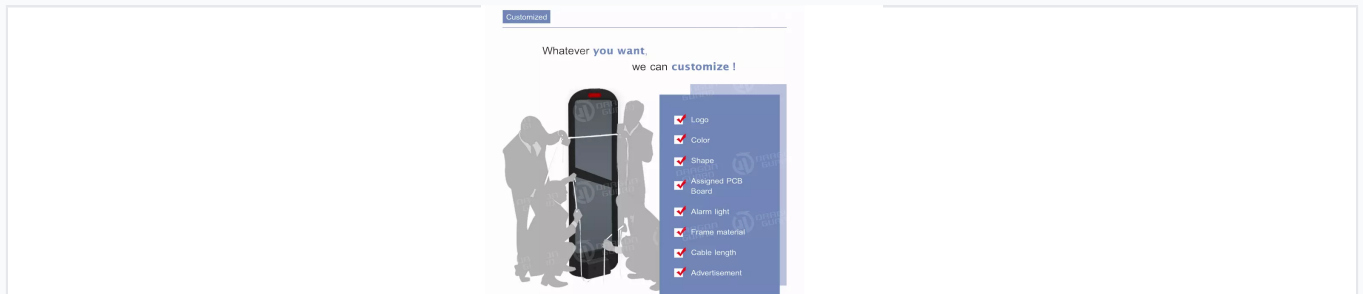 Customized
Whatever you want,
we can customize !
Logo
Color
Shape
Assigned PCB
Board
Alarm light
Frame material
Cable length
Advertisement